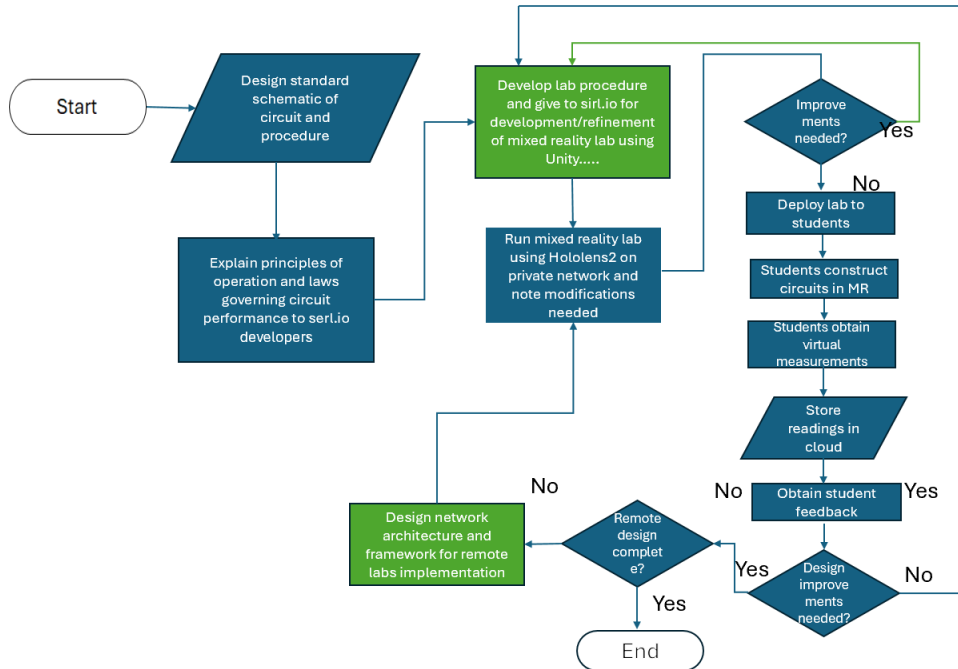 Start
Design standard
schematic of
circuit and
procedure
Explain principles of
operation and laws
governing circuit
performance to serl.io
developers
Develop lab procedure
and give to sirl.io for
development/refinement
of mixed reality lab using
Unity.....
Run mixed reality lab
using Hololens2 on
private network and
note modifications
needed
Improve
ments
needed?
Yes
No
Deploy lab to
students
Students construct
circuits in MR
Students obtain
virtual
measurements
Store
readings in
cloud
No
Obtain student
feedback
Yes
Design
improve
ments
needed?
No
Yes
Remote
design
complet
e?
No
Yes
Design network
architecture and
framework for remote
labs implementation
End